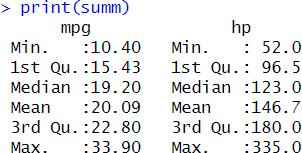 > print(summ)
      mpg              hp
 Min.   :10.40   Min.   : 52.0
 1st Qu.:15.43   1st Qu.: 96.5
 Median :19.20   Median :123.0
 Mean   :20.09   Mean   :146.7
 3rd Qu.:22.80   3rd Qu.:180.0
 Max.   :33.90   Max.   :335.0